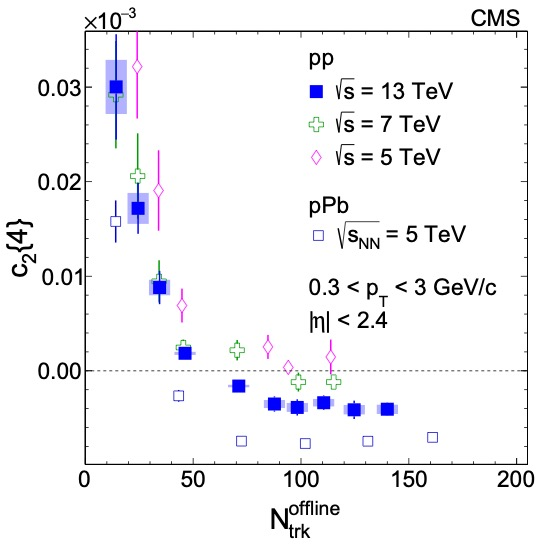 ×10⁻³
CMS
pp
√s = 13 TeV
√s = 7 TeV
√s = 5 TeV
pPb
√s_NN = 5 TeV
0.3 < p_T < 3 GeV/c
|η| < 2.4
c₂{4}
0.03
0.02
0.01
0.00
0 50 100 150 200
N_trk^offline